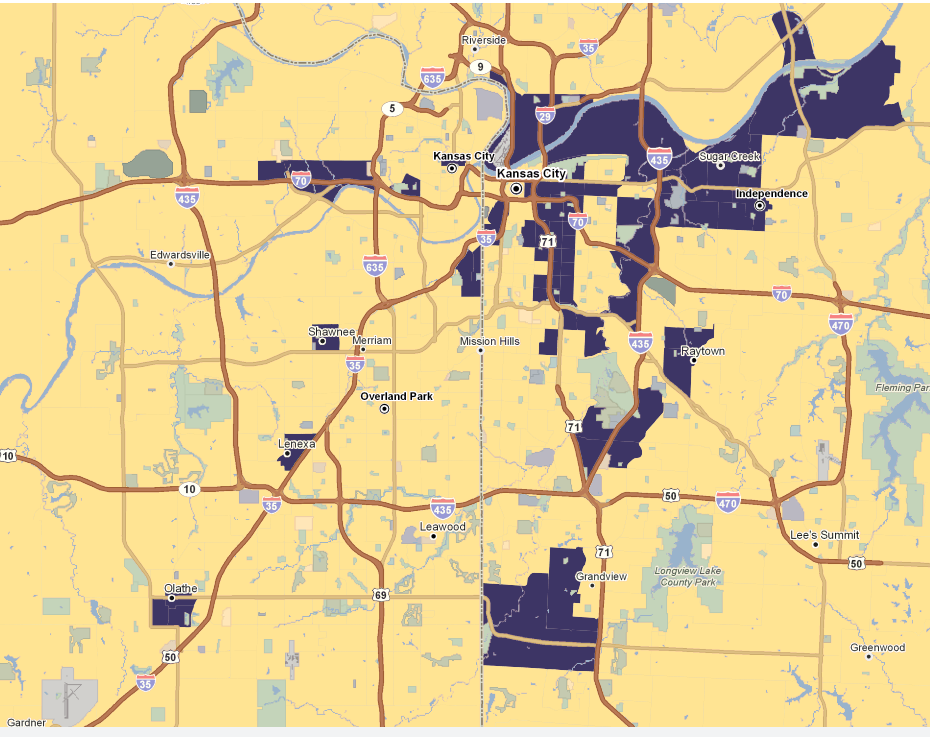 Riverside
35
9
635
5
29
Kansas City
435
Sugar Creek
70
Kansas City
435
Independence
70
35
71
Edwardsville
635
70
470
Shawnee
Merriam
Mission Hills
435
Raytown
35
Fleming Par
Overland Park
71
Lenexa
10
10
50
470
35
435
Leawood
Lee's Summit
71
50
Longview Lake
County Park
Grandview
Olathe
69
Greenwood
50
35
Gardner